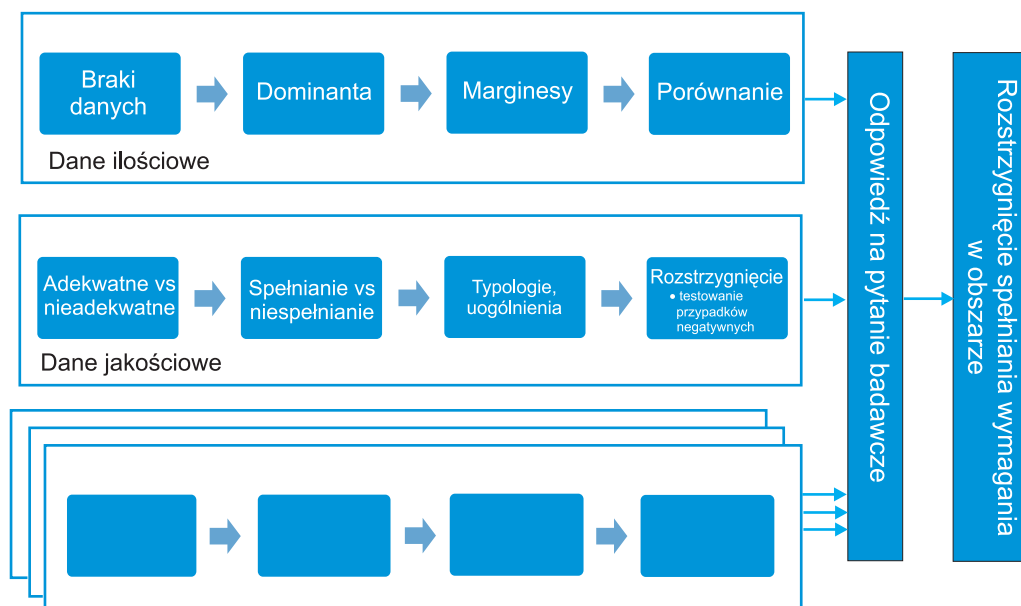 Braki
danych
Dominanta
Marginesy
Porównanie
Dane ilościowe
Adekwatne vs
nieadekwatne
Spełnianie vs
niespełnianie
Typologie,
uogólnienia
Rozstrzygnięcie
• testowanie
przypadków
negatywnych
Dane jakościowe
Odpowiedź na pytanie badawcze
Rozstrzygnięcie spełniania wymagania
w obszarze